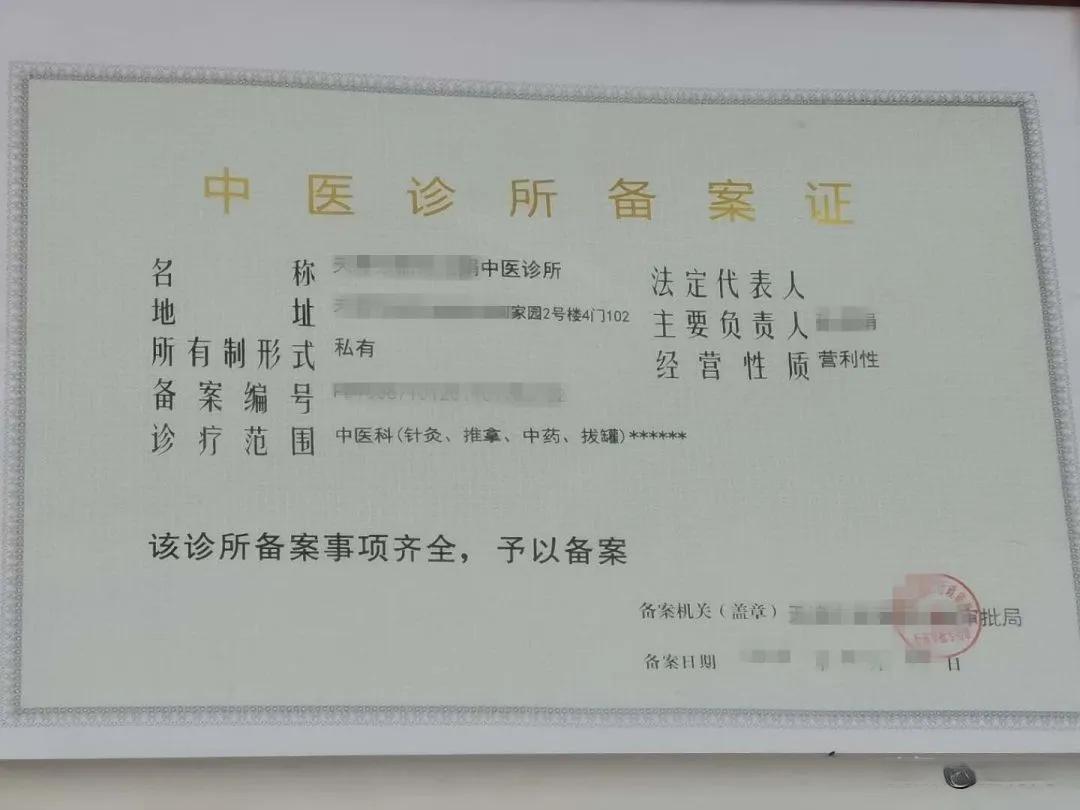 中医诊所备案证
名称 中医诊所
法定代表人
地址 家园2号楼4门102
主要负责人
所有制形式 私有
经营性质 营利性
备案编号
诊疗范围 中医科(针灸、推拿、中药、拔罐)******
该诊所备案事项齐全，予以备案
备案机关（盖章） 审批局
备案日期 年 日